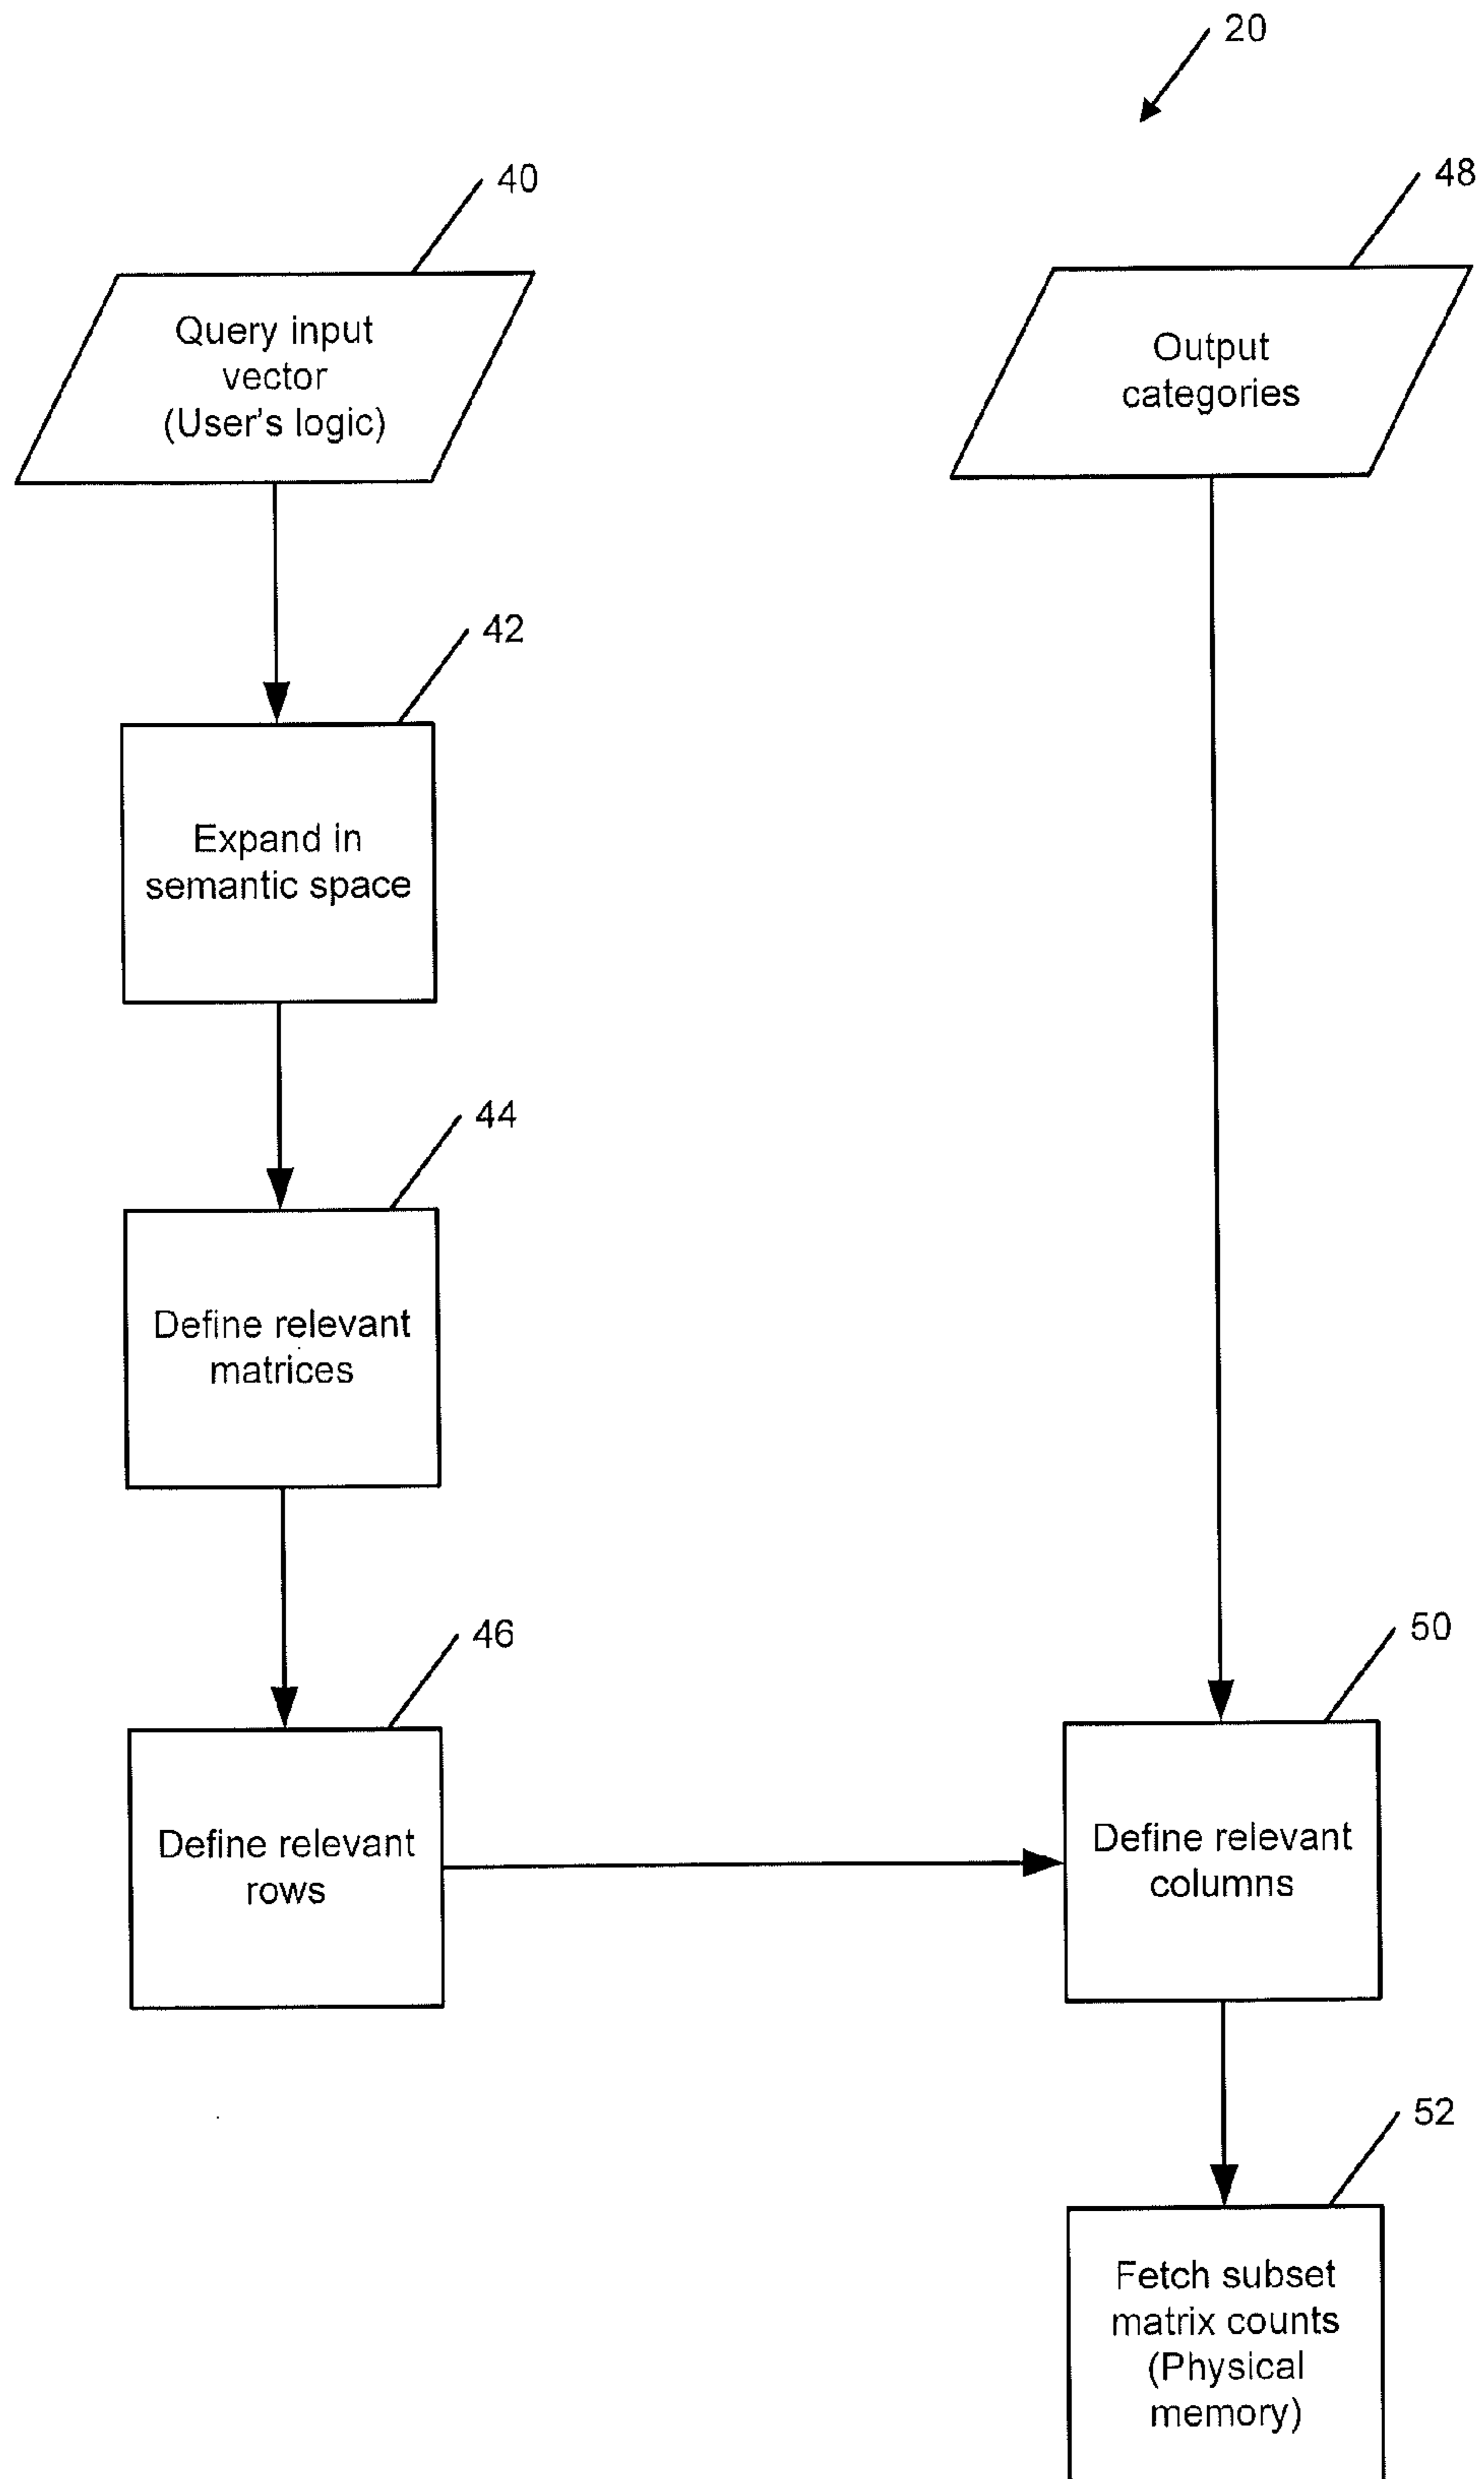 20
40
48
Query input
vector
(User's logic)
Output
categories
42
Expand in
semantic space
44
Define relevant
matrices
46
50
Define relevant
rows
Define relevant
columns
52
Fetch subset
matrix counts
(Physical
memory)